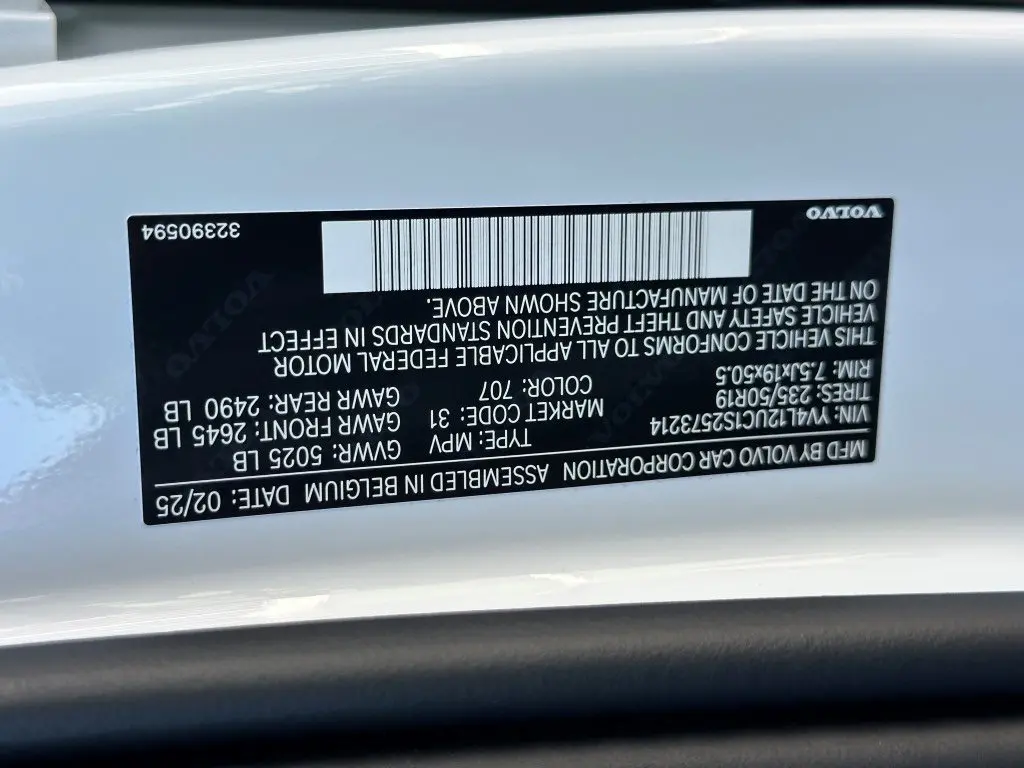 MFD BY VOLVO CAR CORPORATION ASSEMBLED IN BELGIUM DATE: 02/25
VIN: YV4L12UC1S2573214 TYPE: MPV GVWR: 5025 LB
TIRES: 235/50R19 MARKET CODE: 31 GAWR FRONT: 2645 LB
RIM: 7.5Jx19x50.5 COLOR: 707 GAWR REAR: 2490 LB
THIS VEHICLE CONFORMS TO ALL APPLICABLE FEDERAL MOTOR
VEHICLE SAFETY AND THEFT PREVENTION STANDARDS IN EFFECT
ON THE DATE OF MANUFACTURE SHOWN ABOVE.
VOLVO 32390594